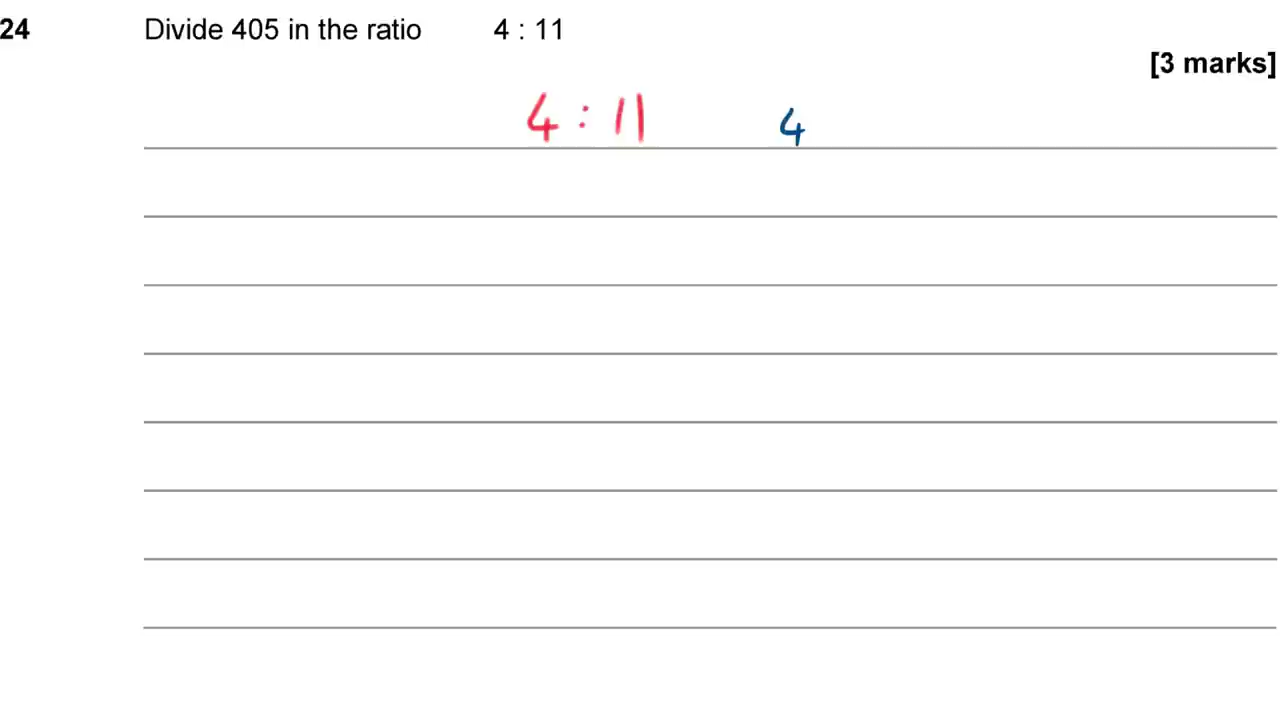 24 Divide 405 in the ratio 4 : 11
[3 marks]
4 : 11 4